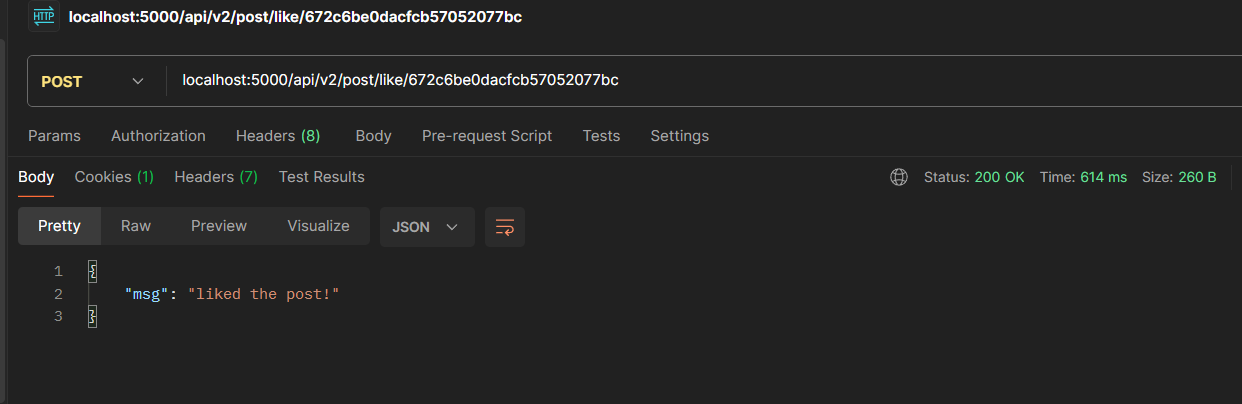 HTTP localhost:5000/api/v2/post/like/672c6be0dacfcb57052077bc
POST localhost:5000/api/v2/post/like/672c6be0dacfcb57052077bc
Params Authorization Headers (8) Body Pre-request Script Tests Settings
Body Cookies (1) Headers (7) Test Results Status: 200 OK Time: 614 ms Size: 260 B
Pretty Raw Preview Visualize JSON
1 {
2 "msg": "liked the post!"
3 }